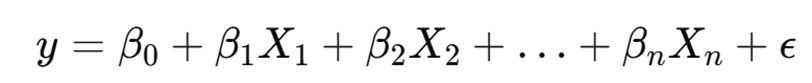 y = β₀ + β₁X₁ + β₂X₂ + … + βₙXₙ + ϵ